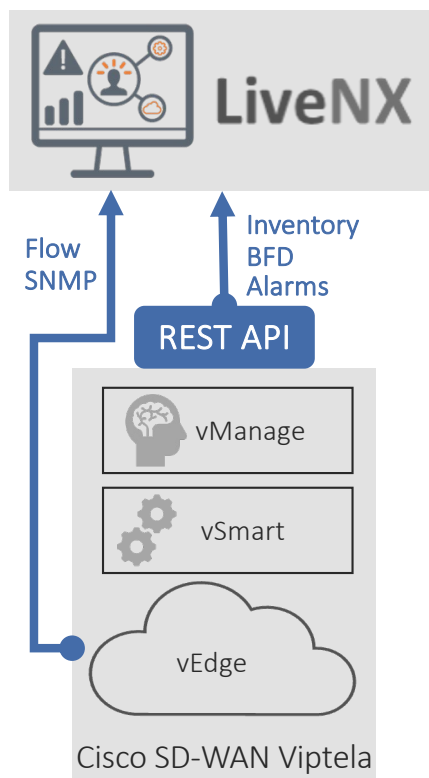 LiveNX
Flow
SNMP
Inventory
BFD
Alarms
REST API
vManage
vSmart
vEdge
Cisco SD-WAN Viptela